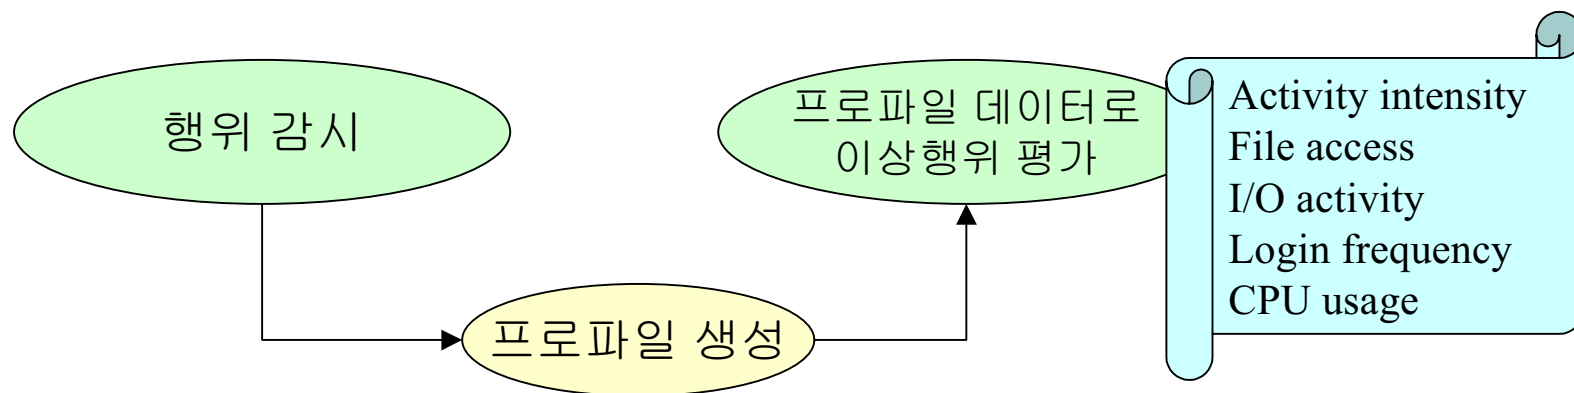 행위 감시
프로파일 데이터로
이상행위 평가
Activity intensity
File access
I/O activity
Login frequency
CPU usage
프로파일 생성